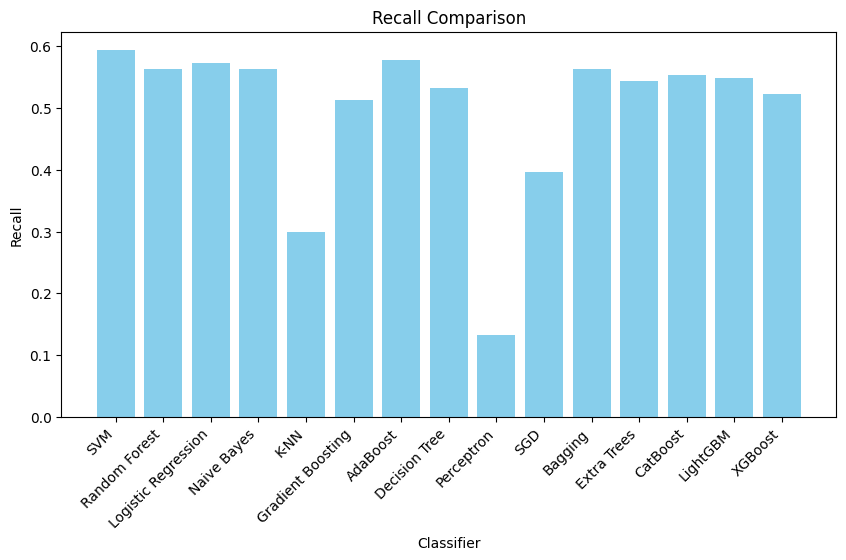 Recall Comparison
Recall
0.6
0.5
0.4
0.3
0.2
0.1
0.0
SVM
Random Forest
Logistic Regression
Naive Bayes
K-NN
Gradient Boosting
AdaBoost
Decision Tree
Perceptron
SGD
Bagging
Extra Trees
CatBoost
LightGBM
XGBoost
Classifier